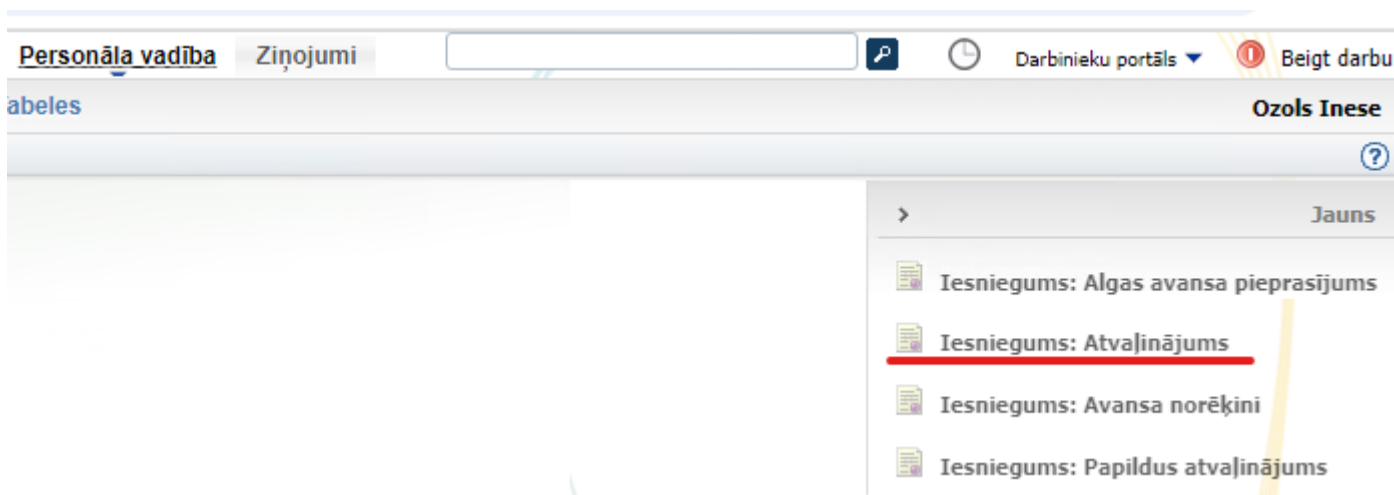 Personāla vadība Ziņojumi Darbinieku portāls Beigt darbu
abeles Ozols Inese
?
> Jauns
Iesniegums: Algas avansa pieprasījums
Iesniegums: Atvaļinājums
Iesniegums: Avansa norēķini
Iesniegums: Papildus atvaļinājums